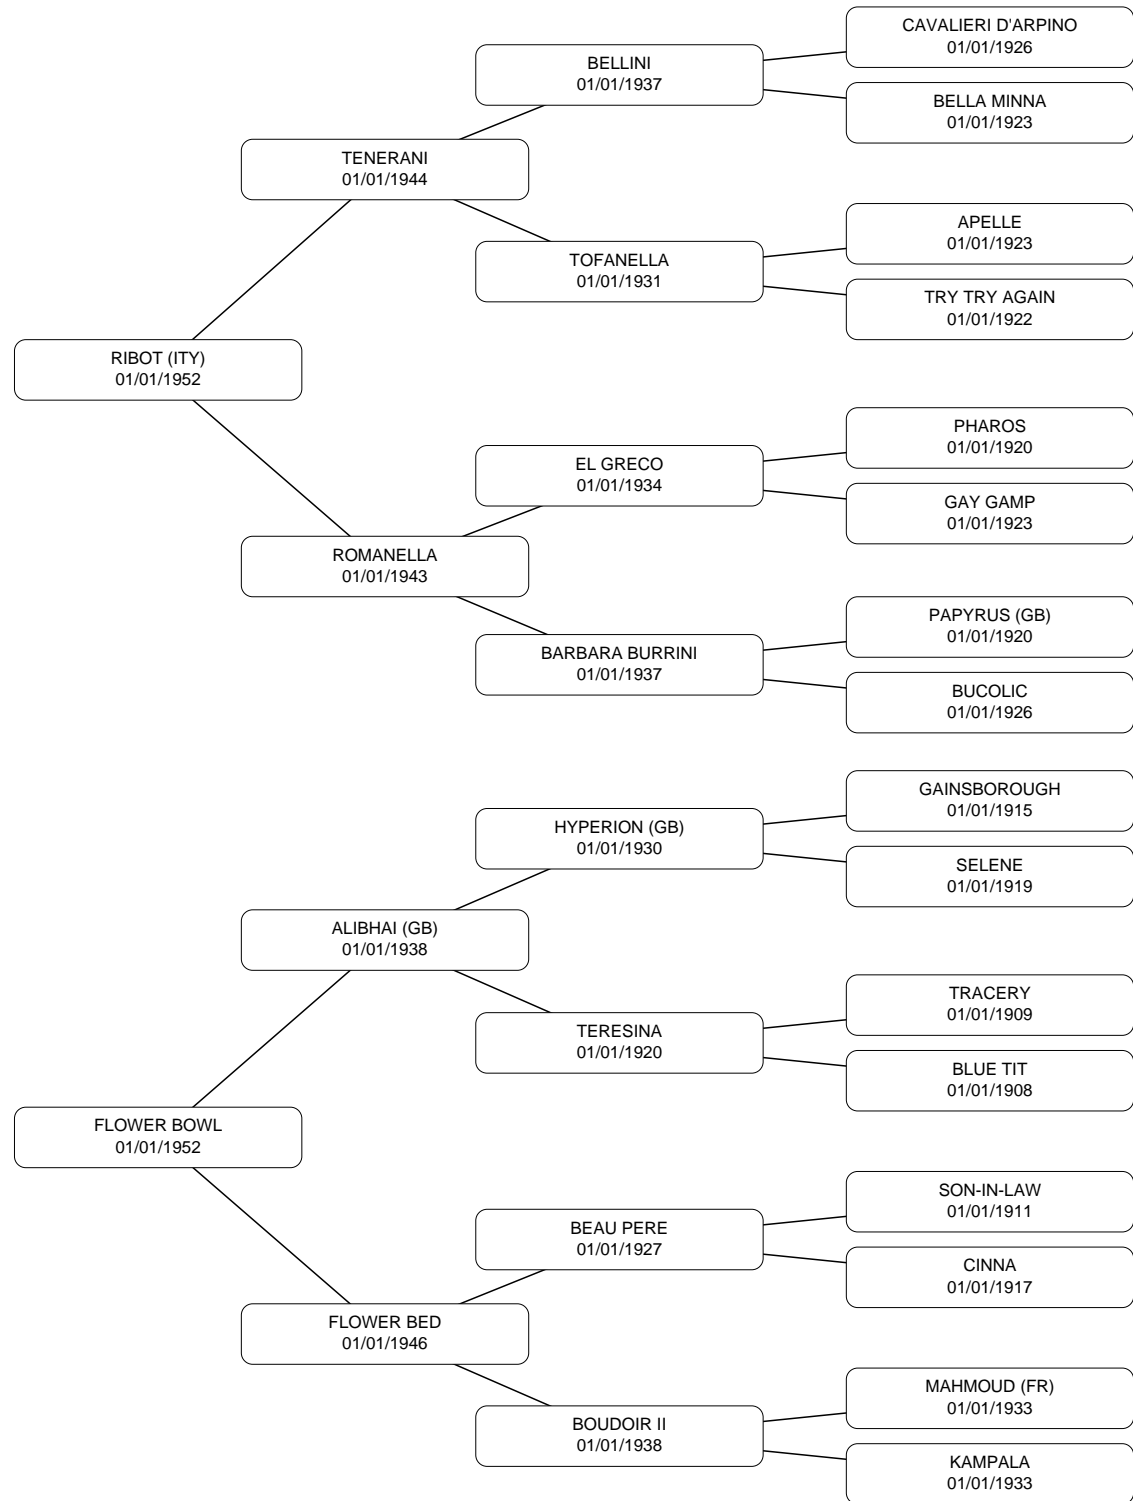 CAVALIERI D'ARPINO
01/01/1926
BELLINI
01/01/1937
BELLA MINNA
01/01/1923
TENERANI
01/01/1944
APELLE
01/01/1923
TOFANELLA
01/01/1931
TRY TRY AGAIN
01/01/1922
RIBOT (ITY)
01/01/1952
PHAROS
01/01/1920
EL GRECO
01/01/1934
GAY GAMP
01/01/1923
ROMANELLA
01/01/1943
PAPYRUS (GB)
01/01/1920
BARBARA BURRINI
01/01/1937
BUCOLIC
01/01/1926
GAINSBOROUGH
01/01/1915
HYPERION (GB)
01/01/1930
SELENE
01/01/1919
ALIBHAI (GB)
01/01/1938
TRACERY
01/01/1909
TERESINA
01/01/1920
BLUE TIT
01/01/1908
FLOWER BOWL
01/01/1952
SON-IN-LAW
01/01/1911
BEAU PERE
01/01/1927
CINNA
01/01/1917
FLOWER BED
01/01/1946
MAHMOUD (FR)
01/01/1933
BOUDOIR II
01/01/1938
KAMPALA
01/01/1933